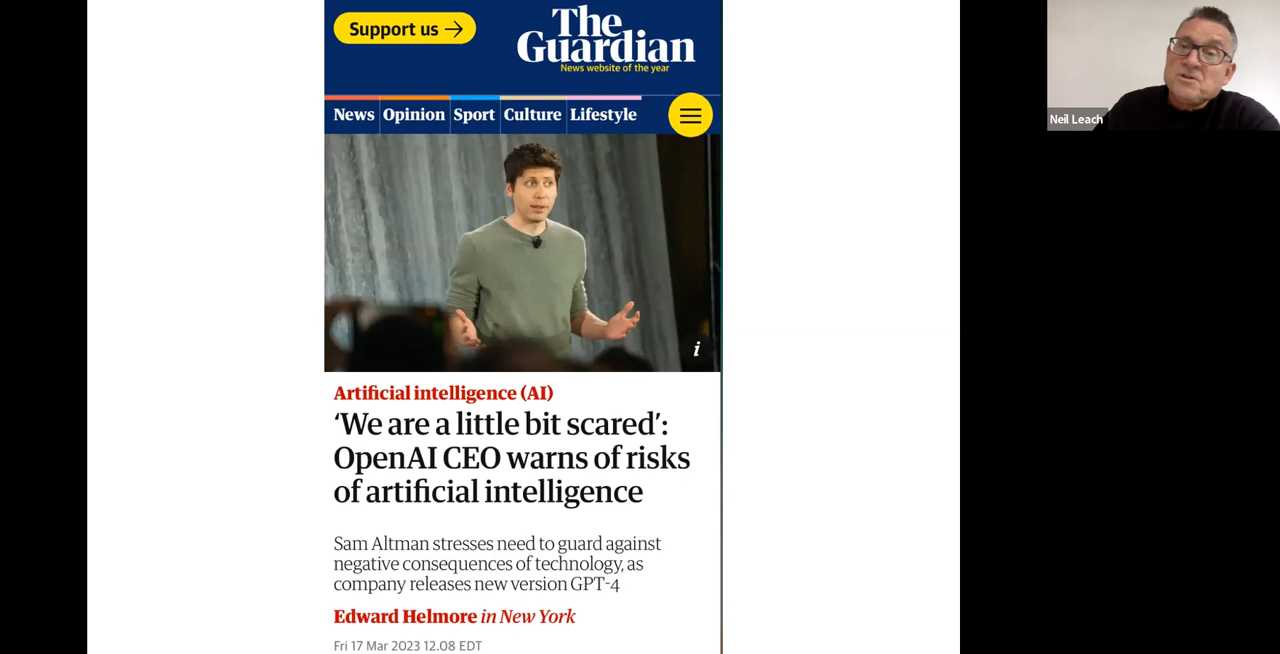 Support us →
The
Guardian
News website of the year
News Opinion Sport Culture Lifestyle
i
Artificial intelligence (AI)
‘We are a little bit scared’:
OpenAI CEO warns of risks
of artificial intelligence
Sam Altman stresses need to guard against
negative consequences of technology, as
company releases new version GPT-4
Edward Helmore in New York
Fri 17 Mar 2023 12.08 EDT
Neil Leach